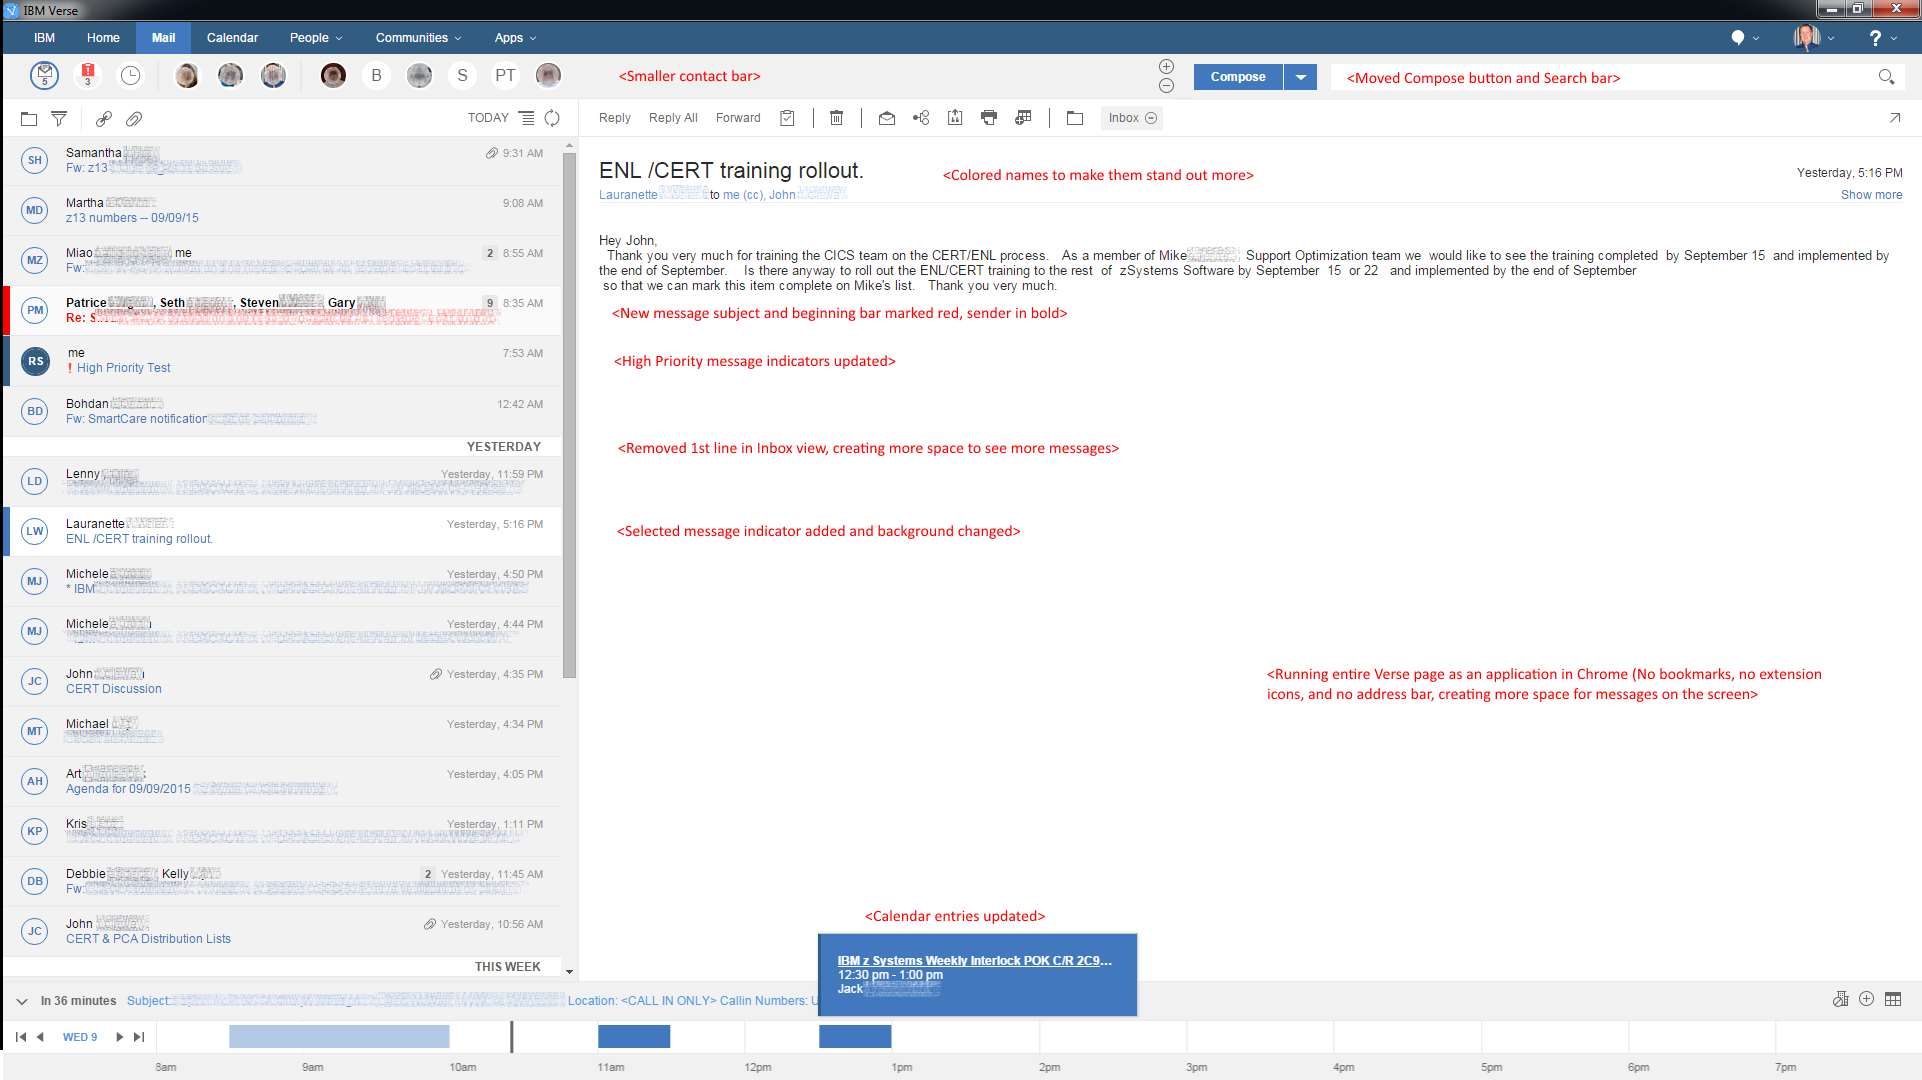 IBM Verse
IBM Home Mail Calendar People Communities Apps ?
5 3 B S PT <Smaller contact bar> Compose <Moved Compose button and Search bar>
TODAY Reply Reply All Forward Inbox
SH Samantha 9:31 AM
Fw: z13
MD Martha 9:08 AM
z13 numbers -- 09/09/15
MZ Miao me 2 8:55 AM
Fw:
PM Patrice , Seth , Steven Gary 9 8:35 AM
Re:
RS me 7:53 AM
! High Priority Test
BD Bohdan 12:42 AM
Fw: SmartCare notification
YESTERDAY
LD Lenny Yesterday, 11:59 PM
LW Lauranette Yesterday, 5:16 PM
ENL /CERT training rollout.
MJ Michele Yesterday, 4:50 PM
* IBM
MJ Michele Yesterday, 4:44 PM
JC John Yesterday, 4:35 PM
CERT Discussion
MT Michael Yesterday, 4:34 PM
AH Art Yesterday, 4:05 PM
Agenda for 09/09/2015
KP Kris Yesterday, 1:11 PM
DB Debbie Kelly 2 Yesterday, 11:45 AM
Fw:
JC John Yesterday, 10:56 AM
CERT & PCA Distribution Lists
THIS WEEK
ENL /CERT training rollout. <Colored names to make them stand out more> Yesterday, 5:16 PM
Lauranette to me (cc), John Show more
Hey John,
Thank you very much for training the CICS team on the CERT/ENL process. As a member of Mike Support Optimization team we would like to see the training completed by September 15 and implemented by
the end of September. Is there anyway to roll out the ENL/CERT training to the rest of zSystems Software by September 15 or 22 and implemented by the end of September
so that we can mark this item complete on Mike's list. Thank you very much.
<New message subject and beginning bar marked red, sender in bold>
<High Priority message indicators updated>
<Removed 1st line in Inbox view, creating more space to see more messages>
<Selected message indicator added and background changed>
<Running entire Verse page as an application in Chrome (No bookmarks, no extension
icons, and no address bar, creating more space for messages on the screen>
<Calendar entries updated>
IBM z Systems Weekly Interlock POK C/R 2C9...
12:30 pm - 1:00 pm
Jack
In 36 minutes Subject: Location: <CALL IN ONLY> Callin Numbers: U
WED 9
8am 9am 10am 11am 12pm 1pm 2pm 3pm 4pm 5pm 6pm 7pm